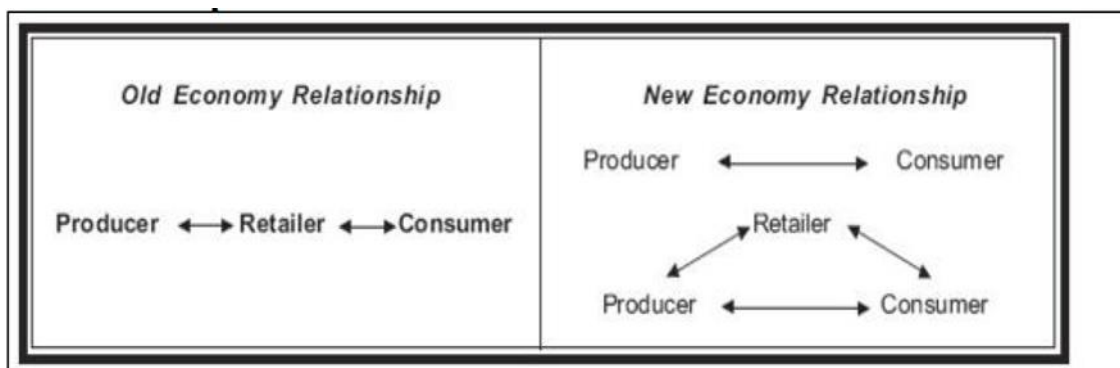 Old Economy Relationship
Producer Retailer Consumer
New Economy Relationship
Producer Consumer
Retailer
Producer Consumer